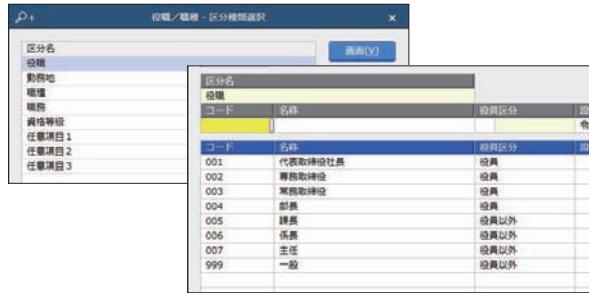 役職／職種 - 区分種類選択
×
区分名
画面(V)
役職
勤務地
職種
職務
資格等級
任意項目1
任意項目2
任意項目3
区分名
役職
コード 名称 役員区分
コード 名称 役員区分
001 代表取締役社長 役員
002 専務取締役 役員
003 常務取締役 役員
004 部長 役員
005 課長 役員以外
006 係長 役員以外
007 主任 役員以外
999 一般 役員以外